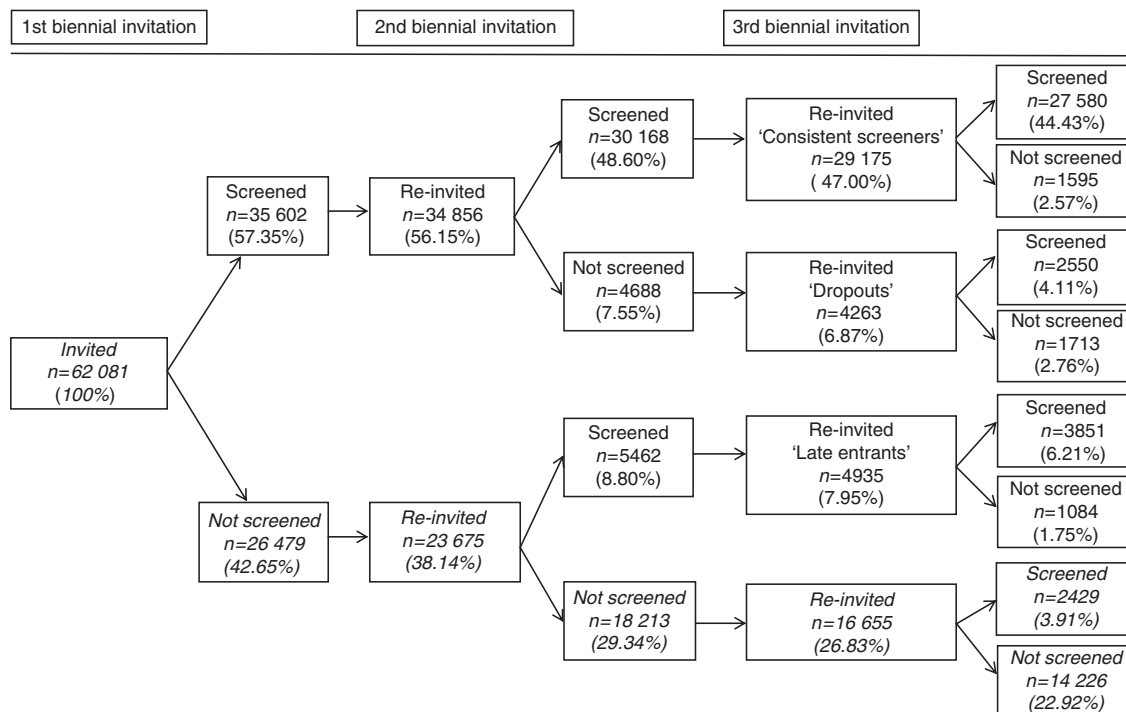 1st biennial invitation
2nd biennial invitation
3rd biennial invitation
Invited
n=62 081
(100%)
Screened
n=35 602
(57.35%)
Not screened
n=26 479
(42.65%)
Re-invited
n=34 856
(56.15%)
Re-invited
n=23 675
(38.14%)
Screened
n=30 168
(48.60%)
Not screened
n=4688
(7.55%)
Screened
n=5462
(8.80%)
Not screened
n=18 213
(29.34%)
Re-invited
‘Consistent screeners’
n=29 175
( 47.00%)
Re-invited
‘Dropouts’
n=4263
(6.87%)
Re-invited
‘Late entrants’
n=4935
(7.95%)
Re-invited
n=16 655
(26.83%)
Screened
n=27 580
(44.43%)
Not screened
n=1595
(2.57%)
Screened
n=2550
(4.11%)
Not screened
n=1713
(2.76%)
Screened
n=3851
(6.21%)
Not screened
n=1084
(1.75%)
Screened
n=2429
(3.91%)
Not screened
n=14 226
(22.92%)